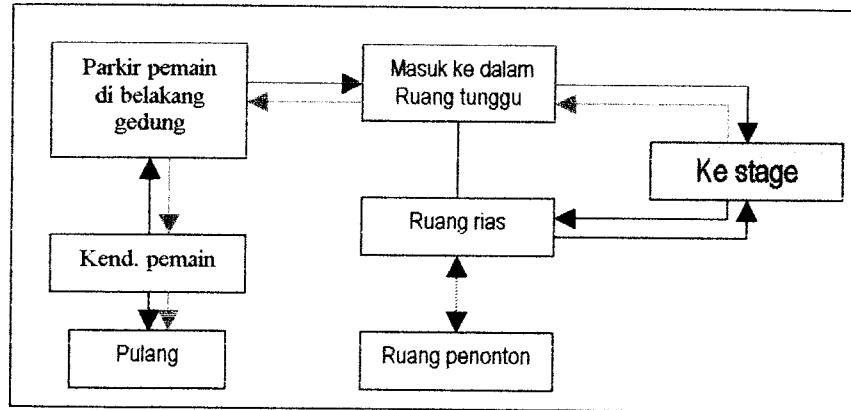 Parkir pemain
di belakang
gedung
Masuk ke dalam
Ruang tunggu
Ke stage
Ruang rias
Kend. pemain
Pulang
Ruang penonton